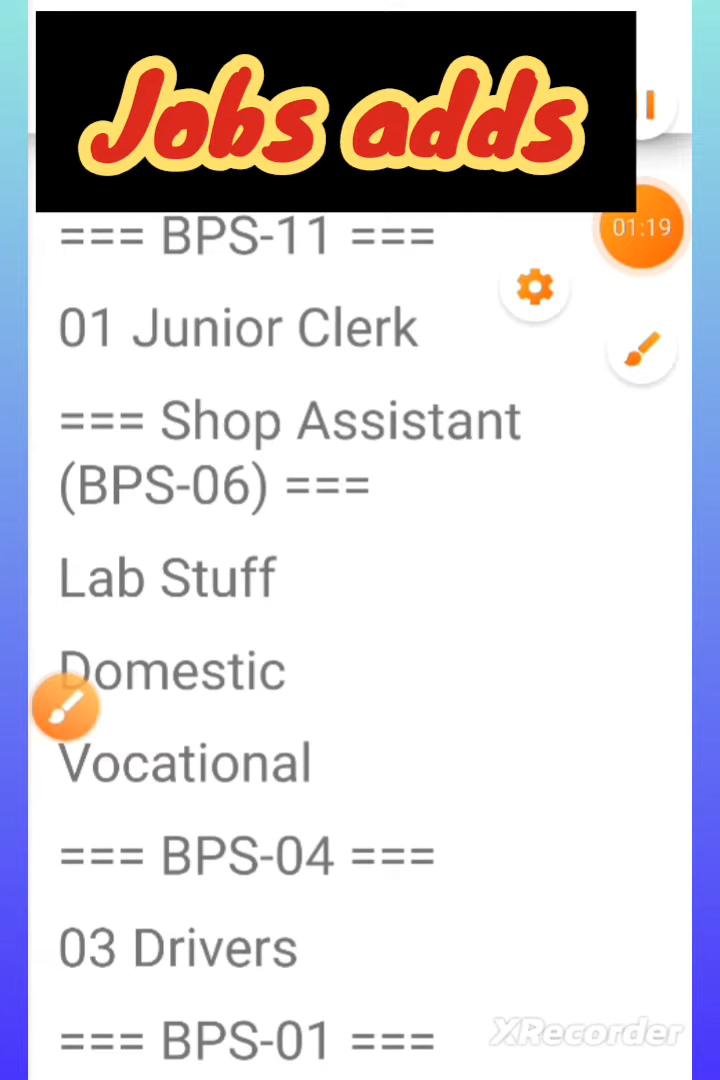 Jobs adds
01:19
=== BPS-11 ===
01 Junior Clerk
=== Shop Assistant
(BPS-06) ===
Lab Stuff
Domestic
Vocational
=== BPS-04 ===
03 Drivers
=== BPS-01 ===
XRecorder